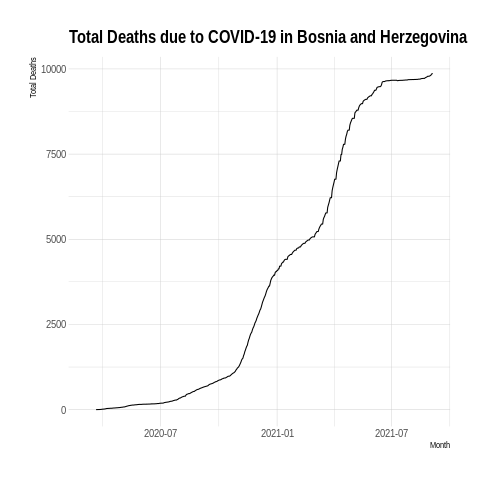 Total Deaths due to COVID-19 in Bosnia and Herzegovina
Total Deaths
10000
7500
5000
2500
0
2020-07 2021-01 2021-07
Month